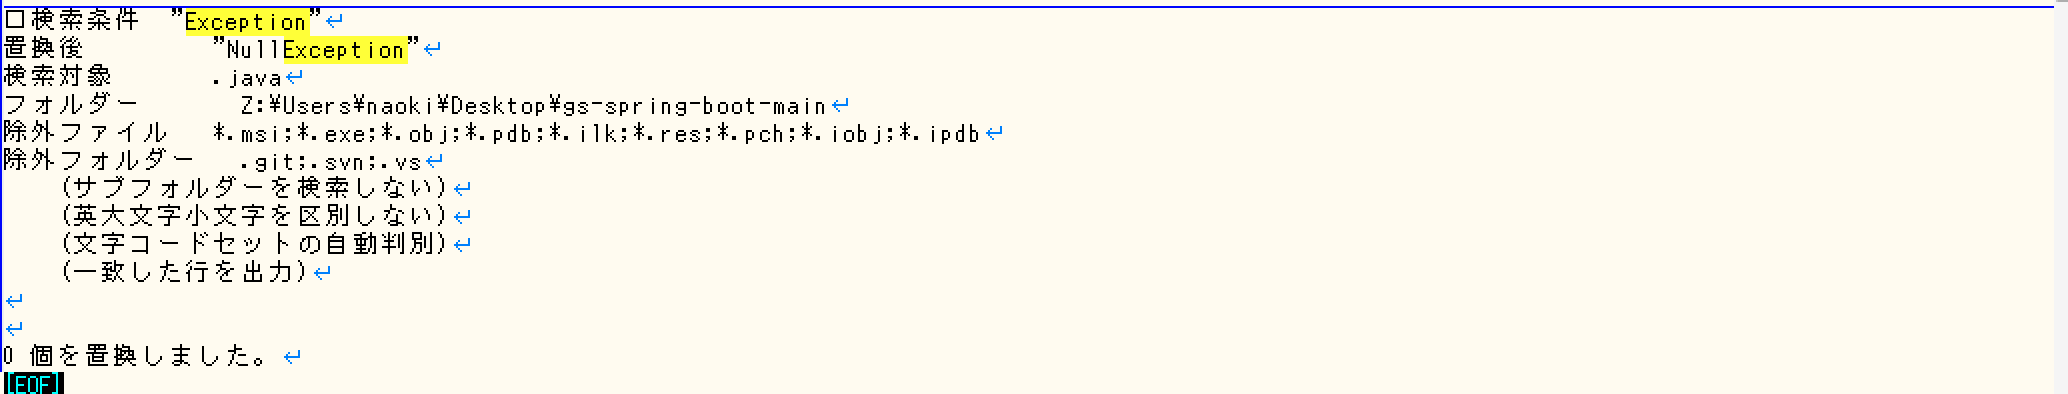 □検索条件  ”Exception”↵
置換後      ”NullException”↵
検索対象      .java↵
フォルダー      Z:¥Users¥naoki¥Desktop¥gs-spring-boot-main↵
除外ファイル  *.msi;*.exe;*.obj;*.pdb;*.ilk;*.res;*.pch;*.iobj;*.ipdb↵
除外フォルダー  .git;.svn;.vs↵
(サブフォルダーを検索しない)↵
(英大文字小文字を区別しない)↵
(文字コードセットの自動判別)↵
(一致した行を出力)↵
↵
↵
0 個を置換しました。↵
[EOF]